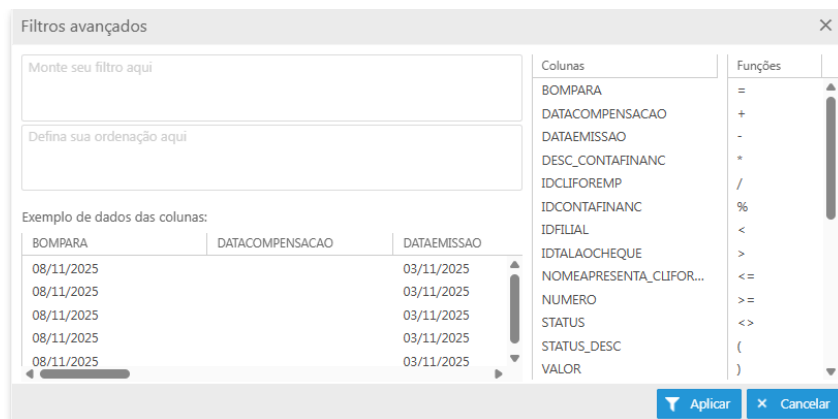 Filtros avançados
Monte seu filtro aqui
Defina sua ordenação aqui
Exemplo de dados das colunas:
BOMPARA DATACOMPENSACAO DATAEMISSAO
08/11/2025 03/11/2025
08/11/2025 03/11/2025
08/11/2025 03/11/2025
08/11/2025 03/11/2025
08/11/2025 03/11/2025
Colunas
BOMPARA
DATACOMPENSACAO
DATAEMISSAO
DESC_CONTAFINANC
IDCLIFOREMP
IDCONTAFINANC
IDFILIAL
IDTALAOCHEQUE
NOMEAPRESENTA_CLIFOR...
NUMERO
STATUS
STATUS_DESC
VALOR
Funções
=
+
-
*
/
%
<
>
<=
>=
<>
(
)
Aplicar
Cancelar